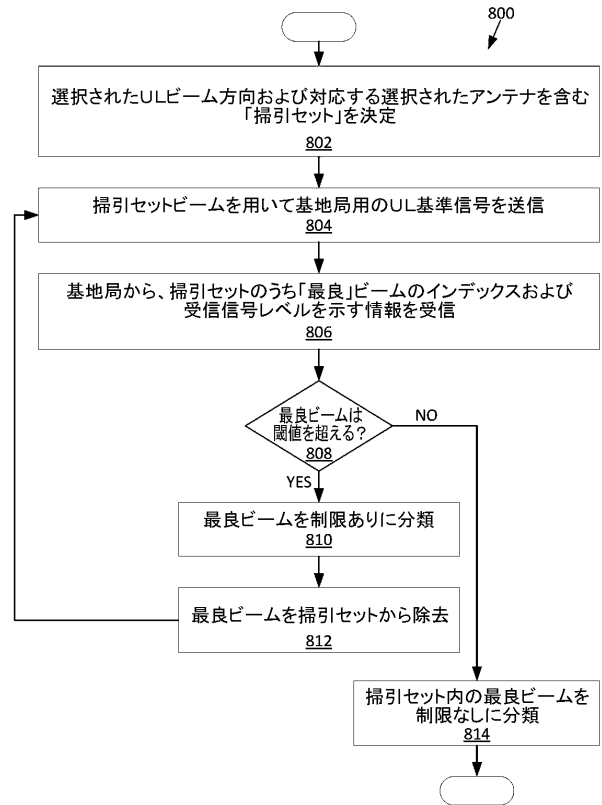 800
選択されたULビーム方向および対応する選択されたアンテナを含む
「掃引セット」を決定
802
掃引セットビームを用いて基地局用のUL基準信号を送信
804
基地局から、掃引セットのうち「最良」ビームのインデックスおよび
受信信号レベルを示す情報を受信
806
最良ビームは
閾値を超える?
808
NO
YES
最良ビームを制限ありに分類
810
最良ビームを掃引セットから除去
812
掃引セット内の最良ビームを
制限なしに分類
814